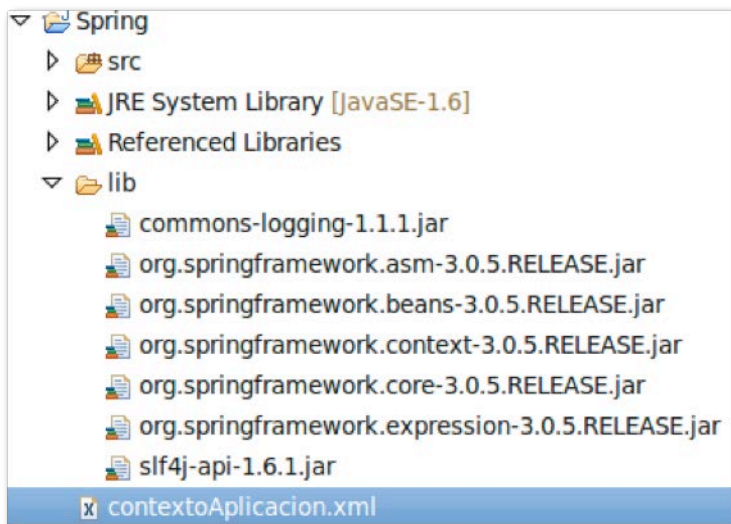 Spring
src
JRE System Library [JavaSE-1.6]
Referenced Libraries
lib
commons-logging-1.1.1.jar
org.springframework.asm-3.0.5.RELEASE.jar
org.springframework.beans-3.0.5.RELEASE.jar
org.springframework.context-3.0.5.RELEASE.jar
org.springframework.core-3.0.5.RELEASE.jar
org.springframework.expression-3.0.5.RELEASE.jar
slf4j-api-1.6.1.jar
contextoAplicacion.xml